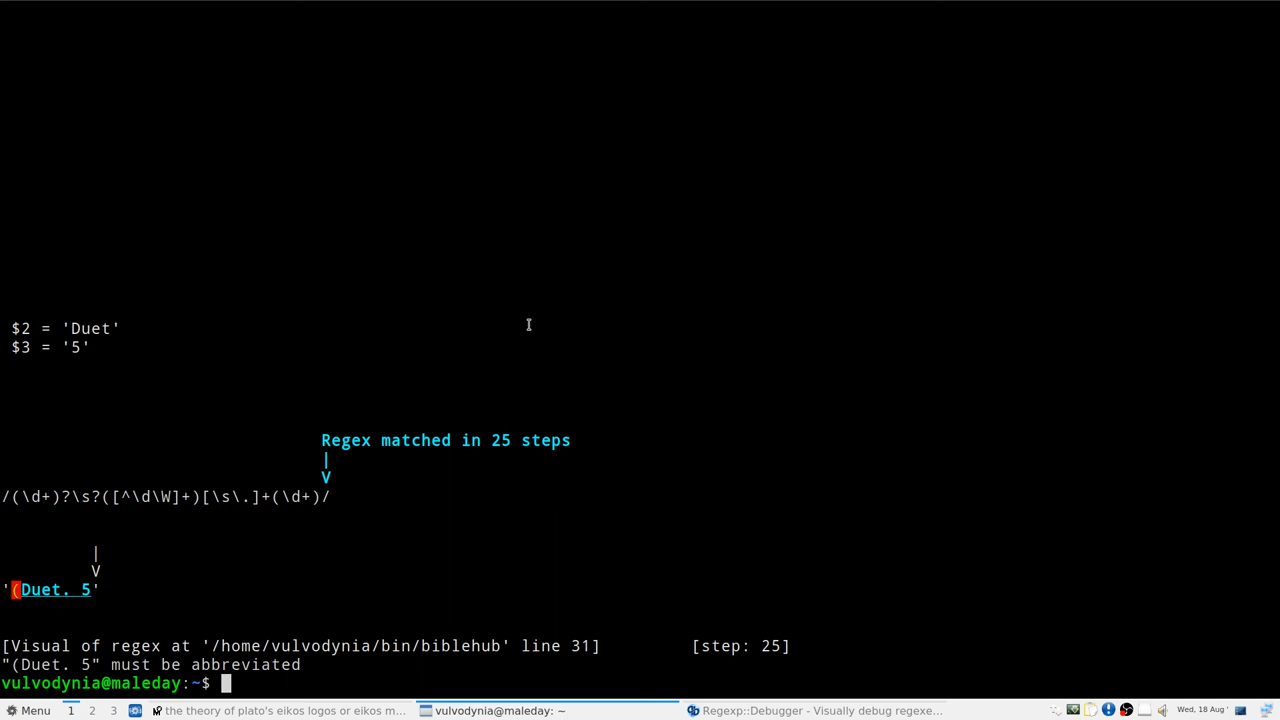 $2 = 'Duet'
$3 = '5'
Regex matched in 25 steps
|
V
/(\d+)?\s?([^\d\W]+)[\s\.]+(\d+)/
|
V
'(Duet. 5'
[Visual of regex at '/home/vulvodynia/bin/biblehub' line 31] [step: 25]
"(Duet. 5" must be abbreviated
vulvodynia@maleday:~$
Menu 1 2 3 the theory of plato's eikos logos or eikos m... vulvodynia@maleday: ~ Regexp::Debugger - Visually debug regexe... Wed, 18 Aug '